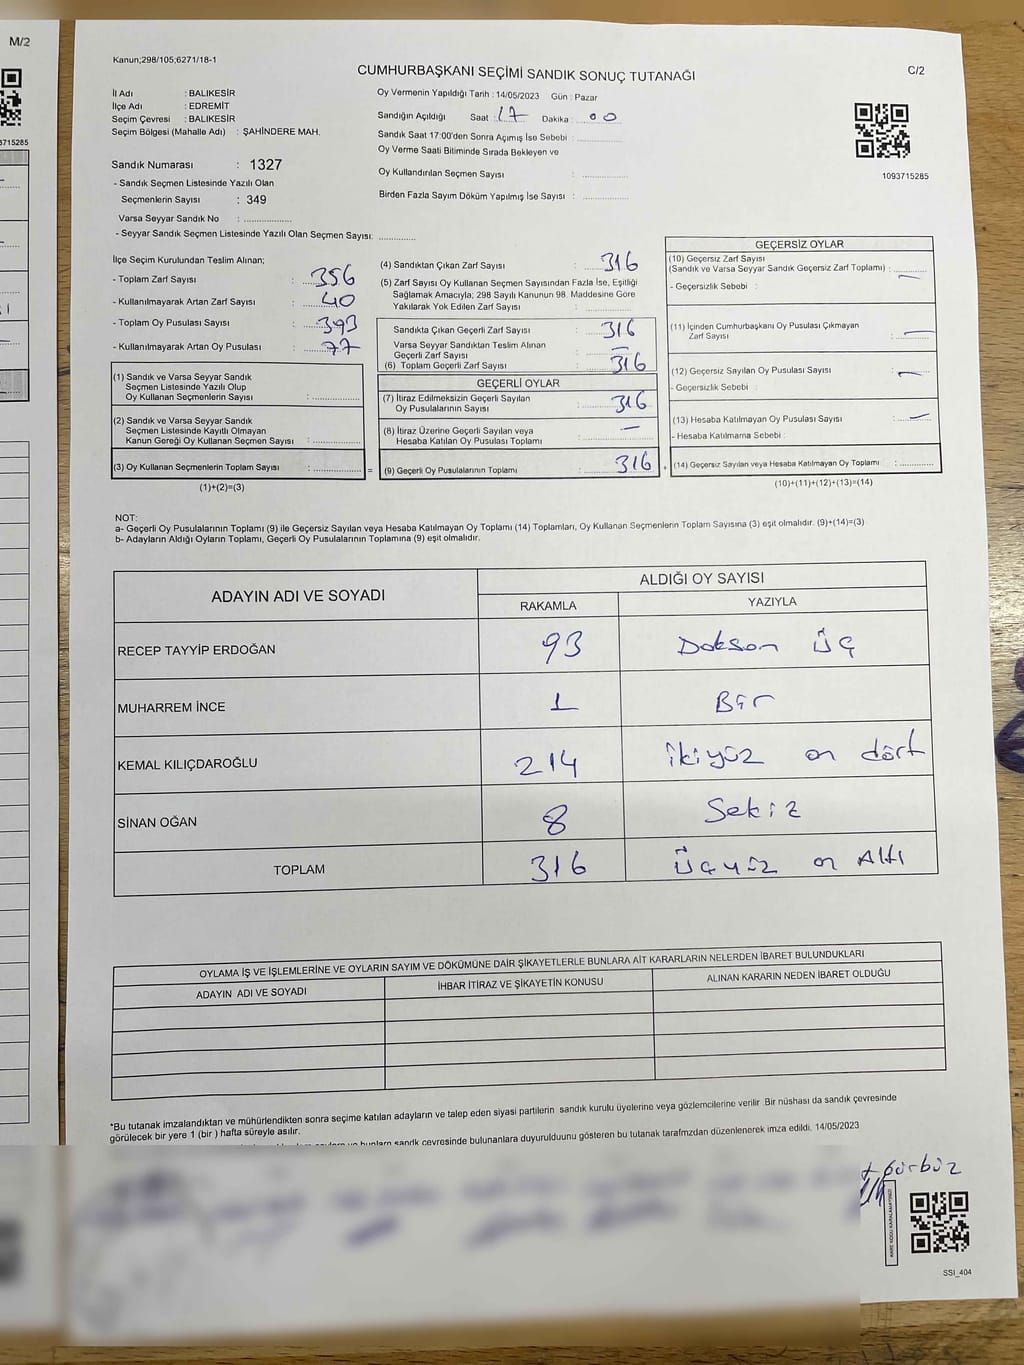 M/2
3715285
Kanun;298/105;6271/18-1
CUMHURBAŞKANI SEÇİMİ SANDIK SONUÇ TUTANAĞI
C/2
İl Adı : BALIKESİR
İlçe Adı : EDREMİT
Seçim Çevresi : BALIKESİR
Seçim Bölgesi (Mahalle Adı) : ŞAHİNDERE MAH.
Sandık Numarası : 1327
- Sandık Seçmen Listesinde Yazılı Olan
Seçmenlerin Sayısı : 349
Varsa Seyyar Sandık No : ..................
- Seyyar Sandık Seçmen Listesinde Yazılı Olan Seçmen Sayısı: ..............
Oy Vermenin Yapıldığı Tarih : 14/05/2023 Gün : Pazar
Sandığın Açıldığı Saat : 17 Dakika : 00
Sandık Saat 17:00'den Sonra Açımış İse Sebebi : ..................
Oy Verme Saati Bitiminde Sırada Bekleyen ve
Oy Kullandırılan Seçmen Sayısı : ..................
Birden Fazla Sayım Döküm Yapılmış İse Sayısı : ..................
1093715285
İlçe Seçim Kurulundan Teslim Alınan;
- Toplam Zarf Sayısı : 356
- Kullanılmayarak Artan Zarf Sayısı : 40
- Toplam Oy Pusulası Sayısı : 393
- Kullanılmayarak Artan Oy Pusulası : 77
(1) Sandık ve Varsa Seyyar Sandık
Seçmen Listesinde Yazılı Olup
Oy Kullanan Seçmenlerin Sayısı : ..................
(2) Sandık ve Varsa Seyyar Sandık
Seçmen Listesinde Kayıtlı Olmayan
Kanun Gereği Oy Kullanan Seçmen Sayısı : ..................
(3) Oy Kullanan Seçmenlerin Toplam Sayısı : .................. =
(1)+(2)=(3)
(4) Sandıktan Çıkan Zarf Sayısı : 316
(5) Zarf Sayısı Oy Kullanan Seçmen Sayısından Fazla İse, Eşitliği
Sağlamak Amacıyla; 298 Sayılı Kanunun 98. Maddesine Göre
Yakılarak Yok Edilen Zarf Sayısı : ..................
Sandıkta Çıkan Geçerli Zarf Sayısı : 316
Varsa Seyyar Sandıktan Teslim Alınan
Geçerli Zarf Sayısı : —
(6) Toplam Geçerli Zarf Sayısı : 316
GEÇERLİ OYLAR
(7) İtiraz Edilmeksizin Geçerli Sayılan
Oy Pusulalarının Sayısı : 316
(8) İtiraz Üzerine Geçerli Sayılan veya
Hesaba Katılan Oy Pusulası Toplamı : —
(9) Geçerli Oy Pusulalarının Toplamı : 316 +
GEÇERSİZ OYLAR
(10) Geçersiz Zarf Sayısı
(Sandık ve Varsa Seyyar Sandık Geçersiz Zarf Toplamı) : —
- Geçersizlik Sebebi :
(11) İçinden Cumhurbaşkanı Oy Pusulası Çıkmayan
Zarf Sayısı : —
(12) Geçersiz Sayılan Oy Pusulası Sayısı : —
- Geçersizlik Sebebi :
(13) Hesaba Katılmayan Oy Pusulası Sayısı : —
- Hesaba Katılmama Sebebi :
(14) Geçersiz Sayılan veya Hesaba Katılmayan Oy Toplamı : ..............
(10)+(11)+(12)+(13)=(14)
NOT:
a- Geçerli Oy Pusulalarının Toplamı (9) ile Geçersiz Sayılan veya Hesaba Katılmayan Oy Toplamı (14) Toplamları, Oy Kullanan Seçmenlerin Toplam Sayısına (3) eşit olmalıdır. (9)+(14)=(3)
b- Adayların Aldığı Oyların Toplamı, Geçerli Oy Pusulalarının Toplamına (9) eşit olmalıdır.
ADAYIN ADI VE SOYADI ALDIĞI OY SAYISI
RAKAMLA YAZIYLA
RECEP TAYYİP ERDOĞAN 93 Doksan üç
MUHARREM İNCE 1 Bir
KEMAL KILIÇDAROĞLU 214 ikiyüz on dört
SİNAN OĞAN 8 Sekiz
TOPLAM 316 üçyüz on Altı
OYLAMA İŞ VE İŞLEMLERİNE VE OYLARIN SAYIM VE DÖKÜMÜNE DAİR ŞİKAYETLERLE BUNLARA AİT KARARLARIN NELERDEN İBARET BULUNDUKLARI
ADAYIN ADI VE SOYADI İHBAR İTİRAZ VE ŞİKAYETİN KONUSU ALINAN KARARIN NEDEN İBARET OLDUĞU
*Bu tutanak imzalandıktan ve mühürlendikten sonra seçime katılan adayların ve talep eden siyasi partilerin sandık kurulu üyelerine veya gözlemcilerine verilir .Bir nüshası da sandık çevresinde
görülecek bir yere 1 (bir ) hafta süreyle asılır.
sandk çevresinde bulunanlara duyurulduunu gösteren bu tutanak tarafmzdan düzenlenerek imza edildi. 14/05/2023
gürbüz
SSI_404